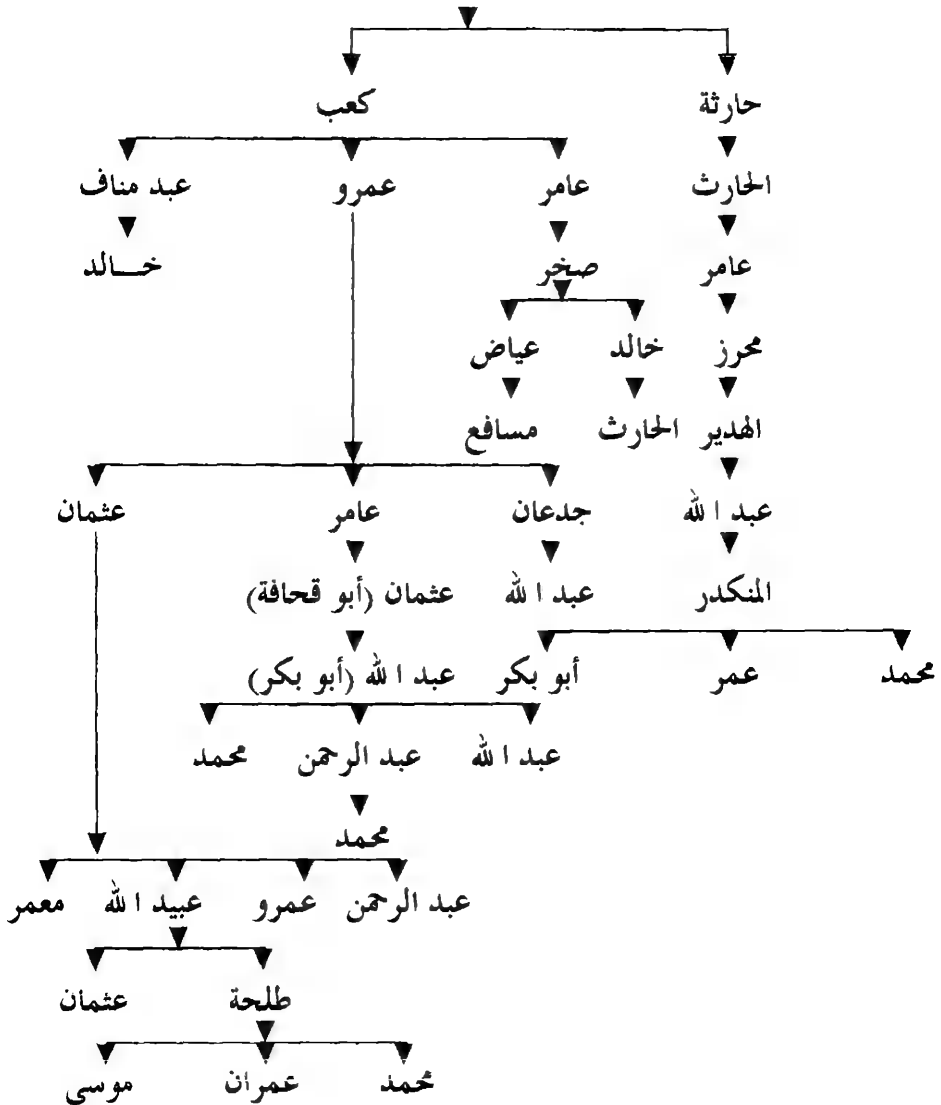 حارثة كعب
الحارث عامر عمرو عبد مناف
عامر صخر خـــالد
محرز خالد عياض
الهدير الحارث مسافع
عبد الله جدعان عامر عثمان
المنكدر عبد الله عثمان (أبو قحافة)
محمد عمر أبو بكر عبد الله (أبو بكر)
عبد الله عبد الرحمن محمد
محمد
عبد الرحمن عمرو عبيد الله معمر
طلحة عثمان
محمد عمران موسى